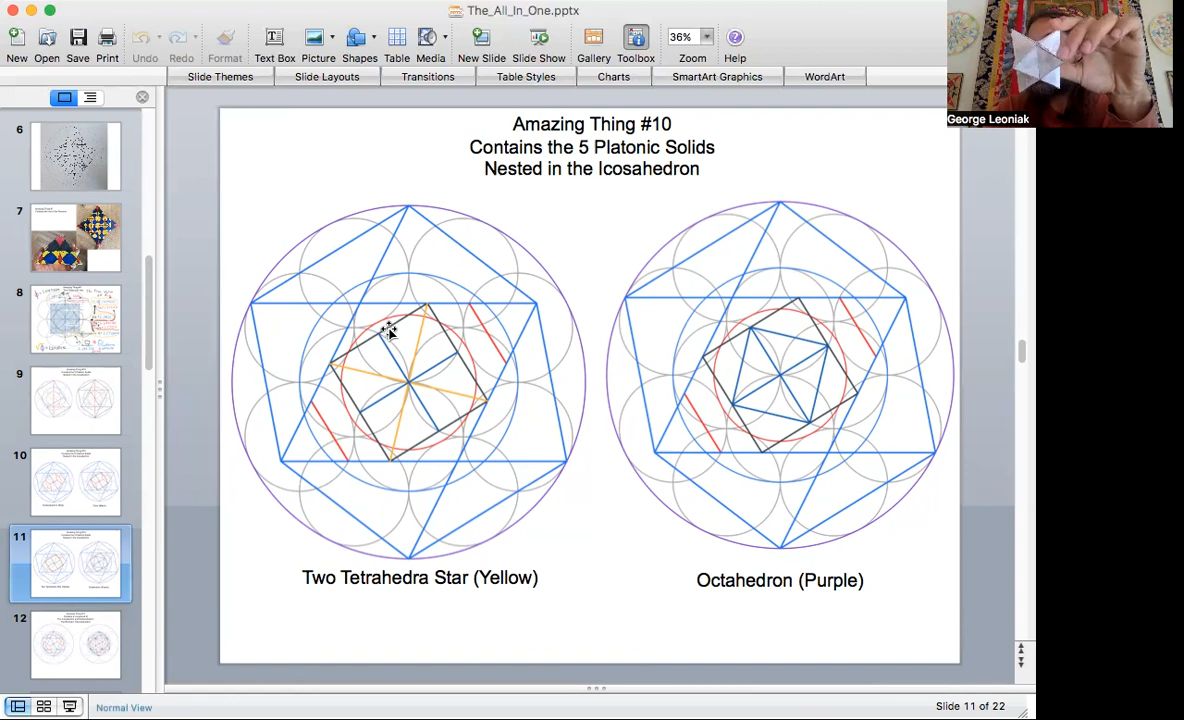 The_All_In_One.pptx
New Open Save Print Undo Redo Format Text Box Picture Shapes Table Media New Slide Slide Show Gallery Toolbox Zoom Help
36%
Slide Themes Slide Layouts Transitions Table Styles Charts SmartArt Graphics WordArt
George Leoniak
6
7
8
9
10
11
12
Amazing Thing #10
Contains the 5 Platonic Solids
Nested in the Icosahedron
Two Tetrahedra Star (Yellow)
Octahedron (Purple)
Normal View
Slide 11 of 22